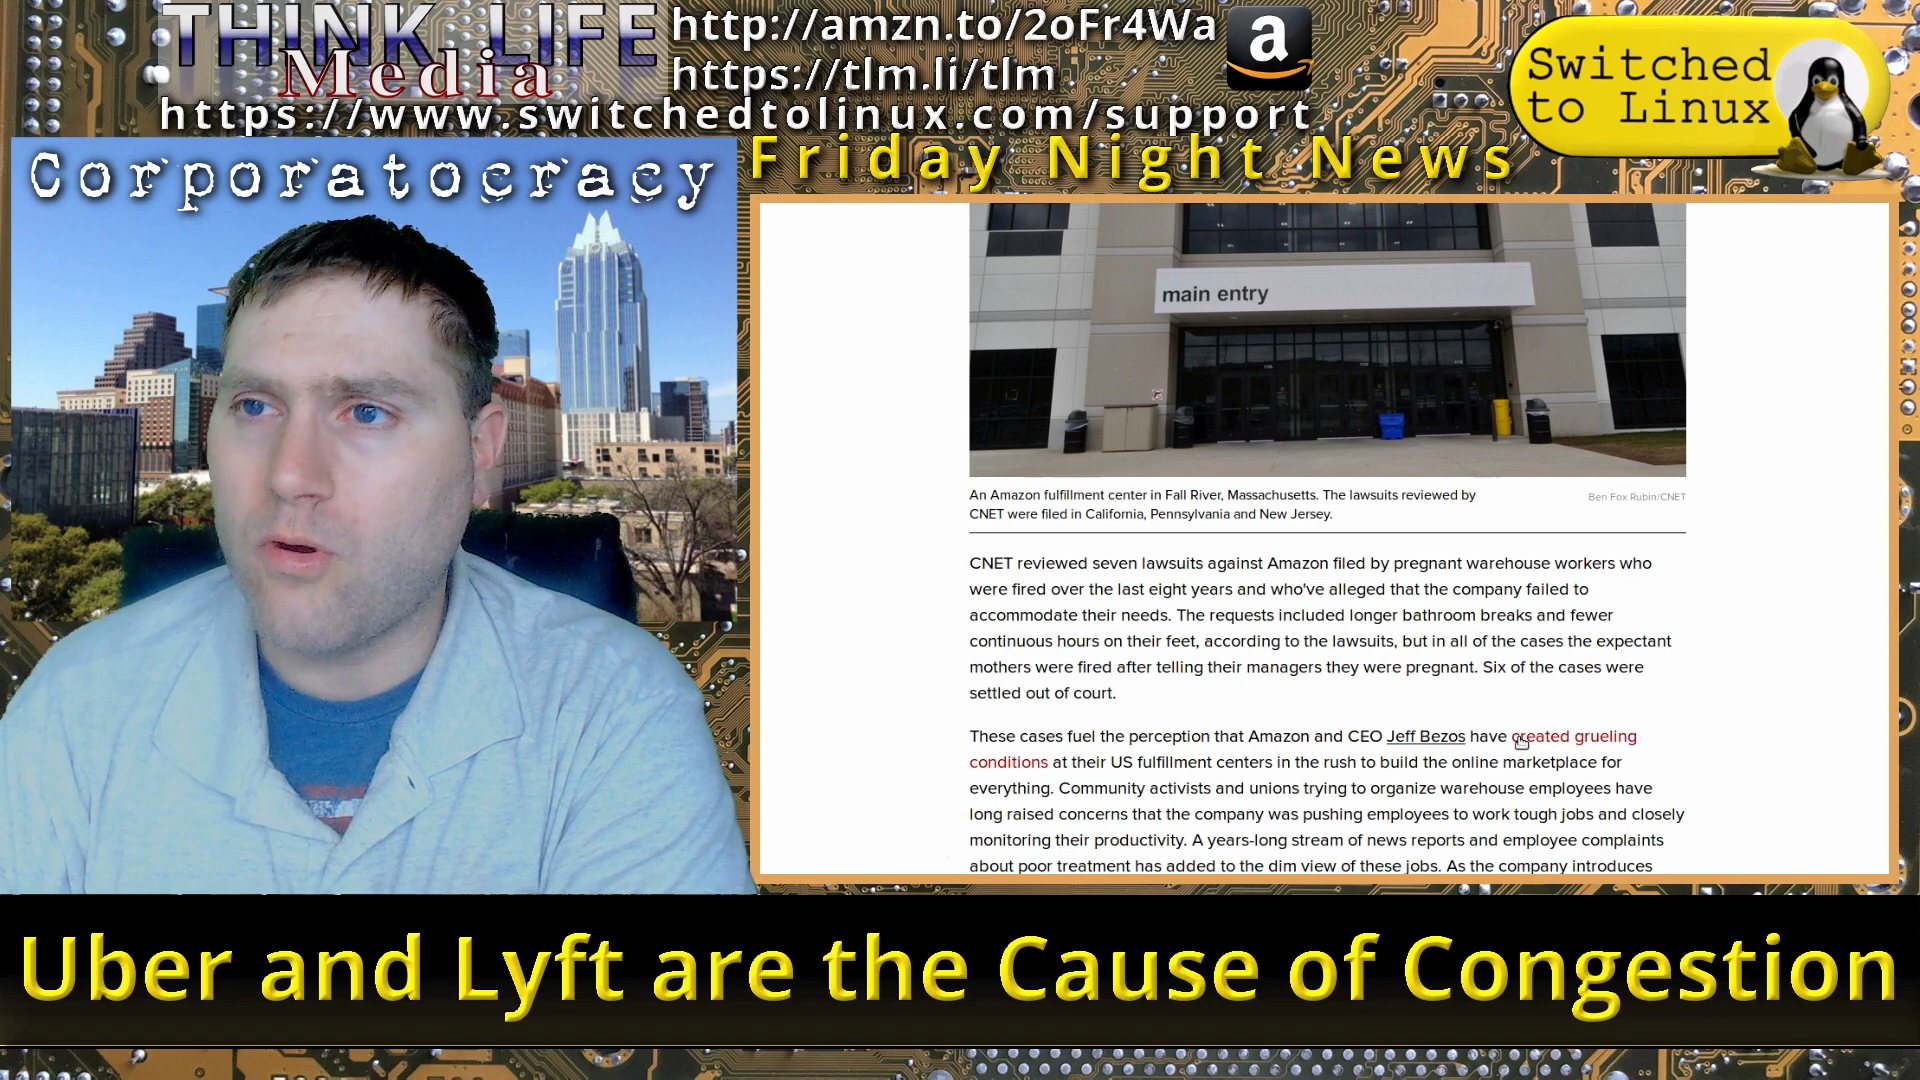 THINK LIFE
Media
http://amzn.to/2oFr4Wa
https://tlm.li/tlm
https://www.switchedtolinux.com/support
a
Switched
to Linux
Corporatocracy
Friday Night News
main entry
An Amazon fulfillment center in Fall River, Massachusetts. The lawsuits reviewed by
CNET were filed in California, Pennsylvania and New Jersey.
Ben Fox Rubin/CNET
CNET reviewed seven lawsuits against Amazon filed by pregnant warehouse workers who
were fired over the last eight years and who've alleged that the company failed to
accommodate their needs. The requests included longer bathroom breaks and fewer
continuous hours on their feet, according to the lawsuits, but in all of the cases the expectant
mothers were fired after telling their managers they were pregnant. Six of the cases were
settled out of court.
These cases fuel the perception that Amazon and CEO Jeff Bezos have created grueling
conditions at their US fulfillment centers in the rush to build the online marketplace for
everything. Community activists and unions trying to organize warehouse employees have
long raised concerns that the company was pushing employees to work tough jobs and closely
monitoring their productivity. A years-long stream of news reports and employee complaints
about poor treatment has added to the dim view of these jobs. As the company introduces
Uber and Lyft are the Cause of Congestion